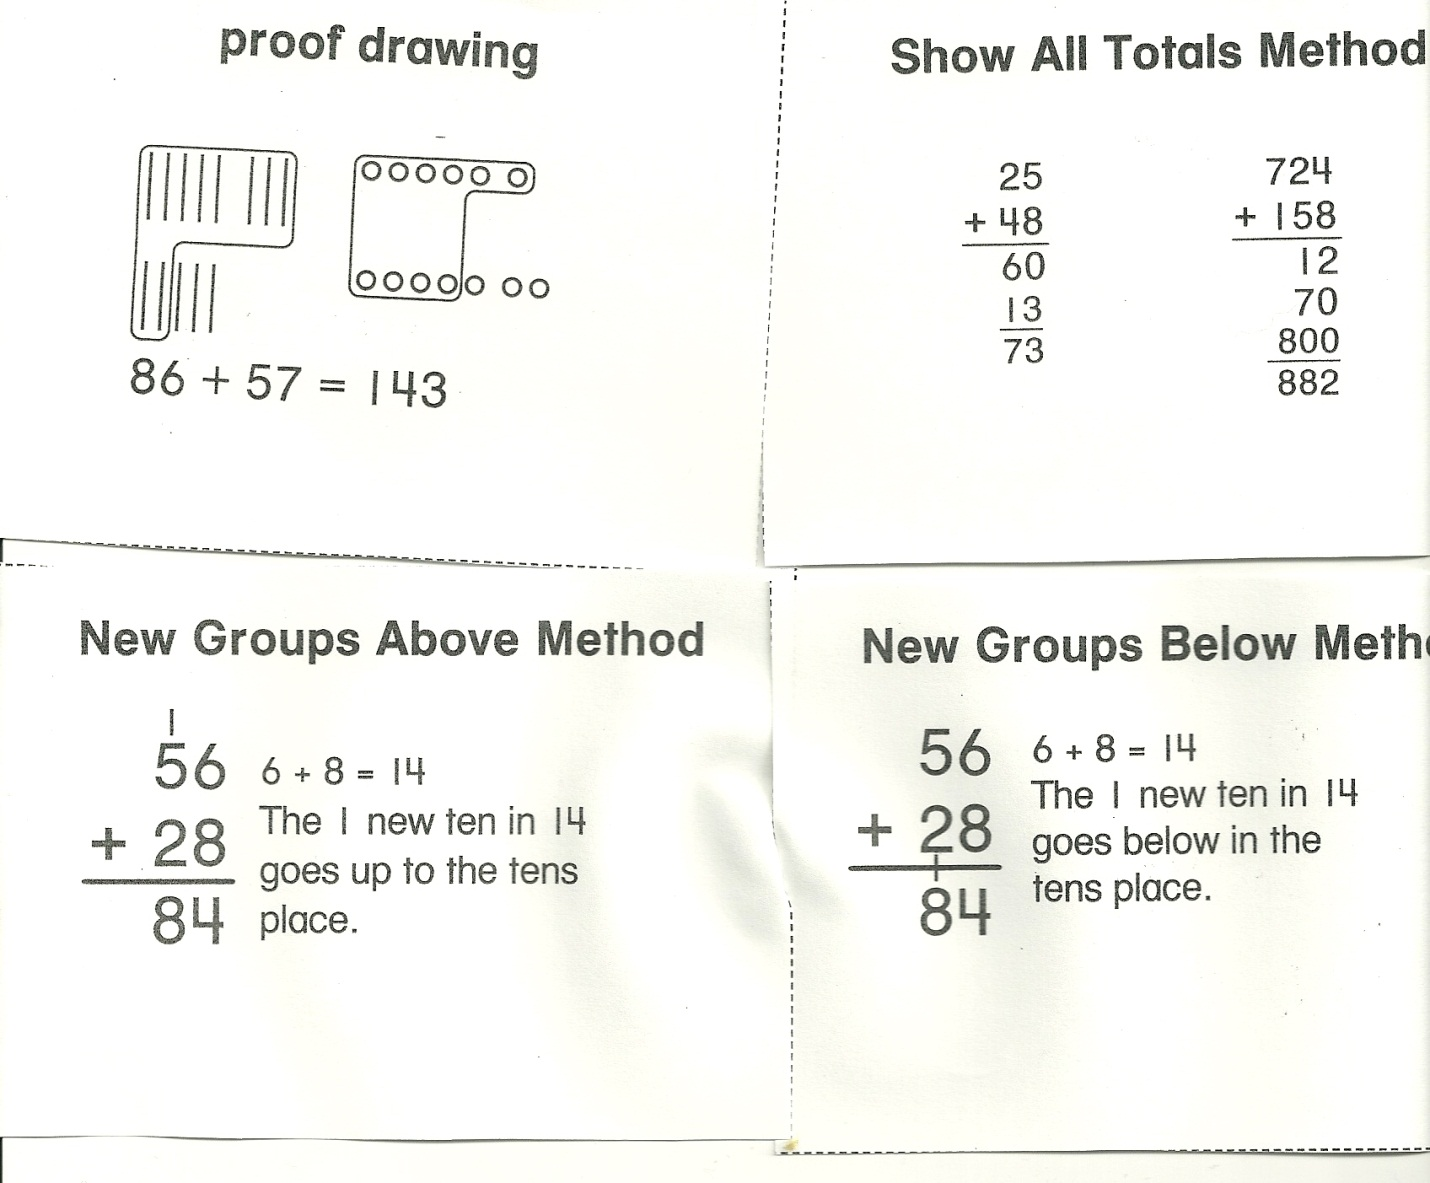 proof drawing
86 + 57 = 143
Show All Totals Method
25
+ 48
60
13
73
724
+ 158
12
70
800
882
New Groups Above Method
1
56
+ 28
84
6 + 8 = 14
The 1 new ten in 14
goes up to the tens
place.
New Groups Below Meth
56
+ 28
1
84
6 + 8 = 14
The 1 new ten in 14
goes below in the
tens place.